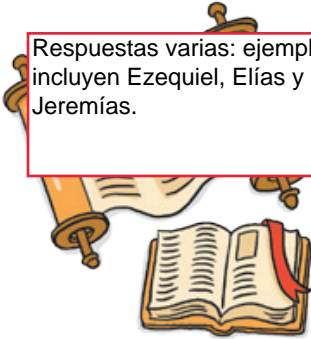 Respuestas varias: ejempl
incluyen Ezequiel, Elías y
Jeremías.